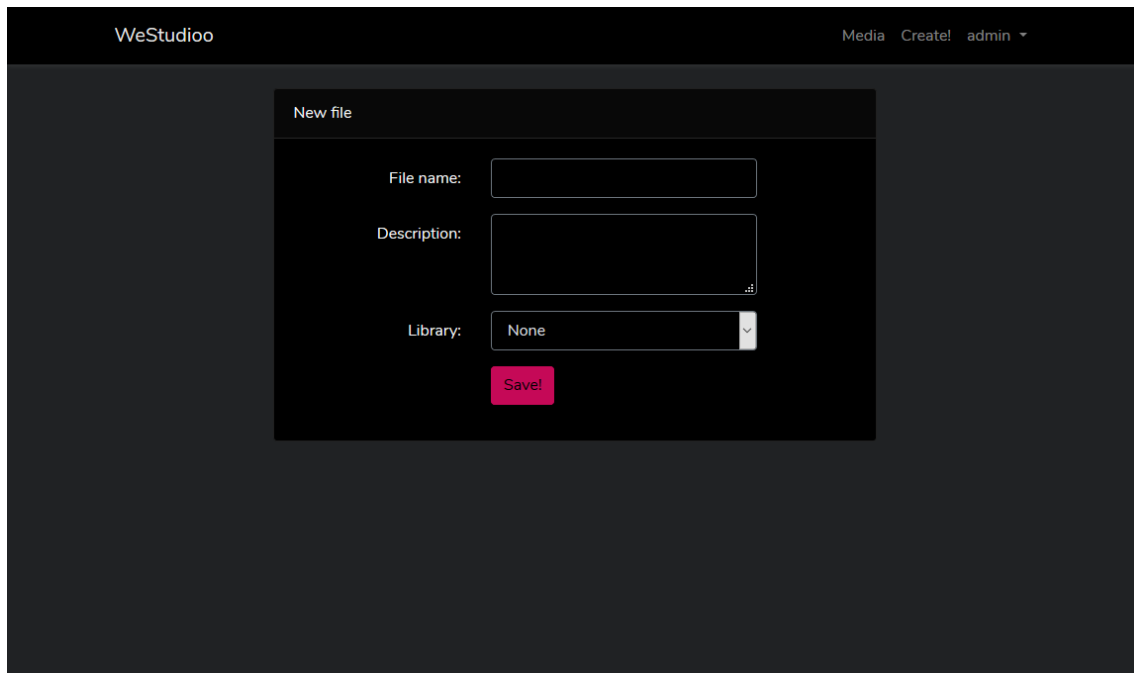 WeStudioo
Media Create! admin
New file
File name:
Description:
Library:
None
Save!